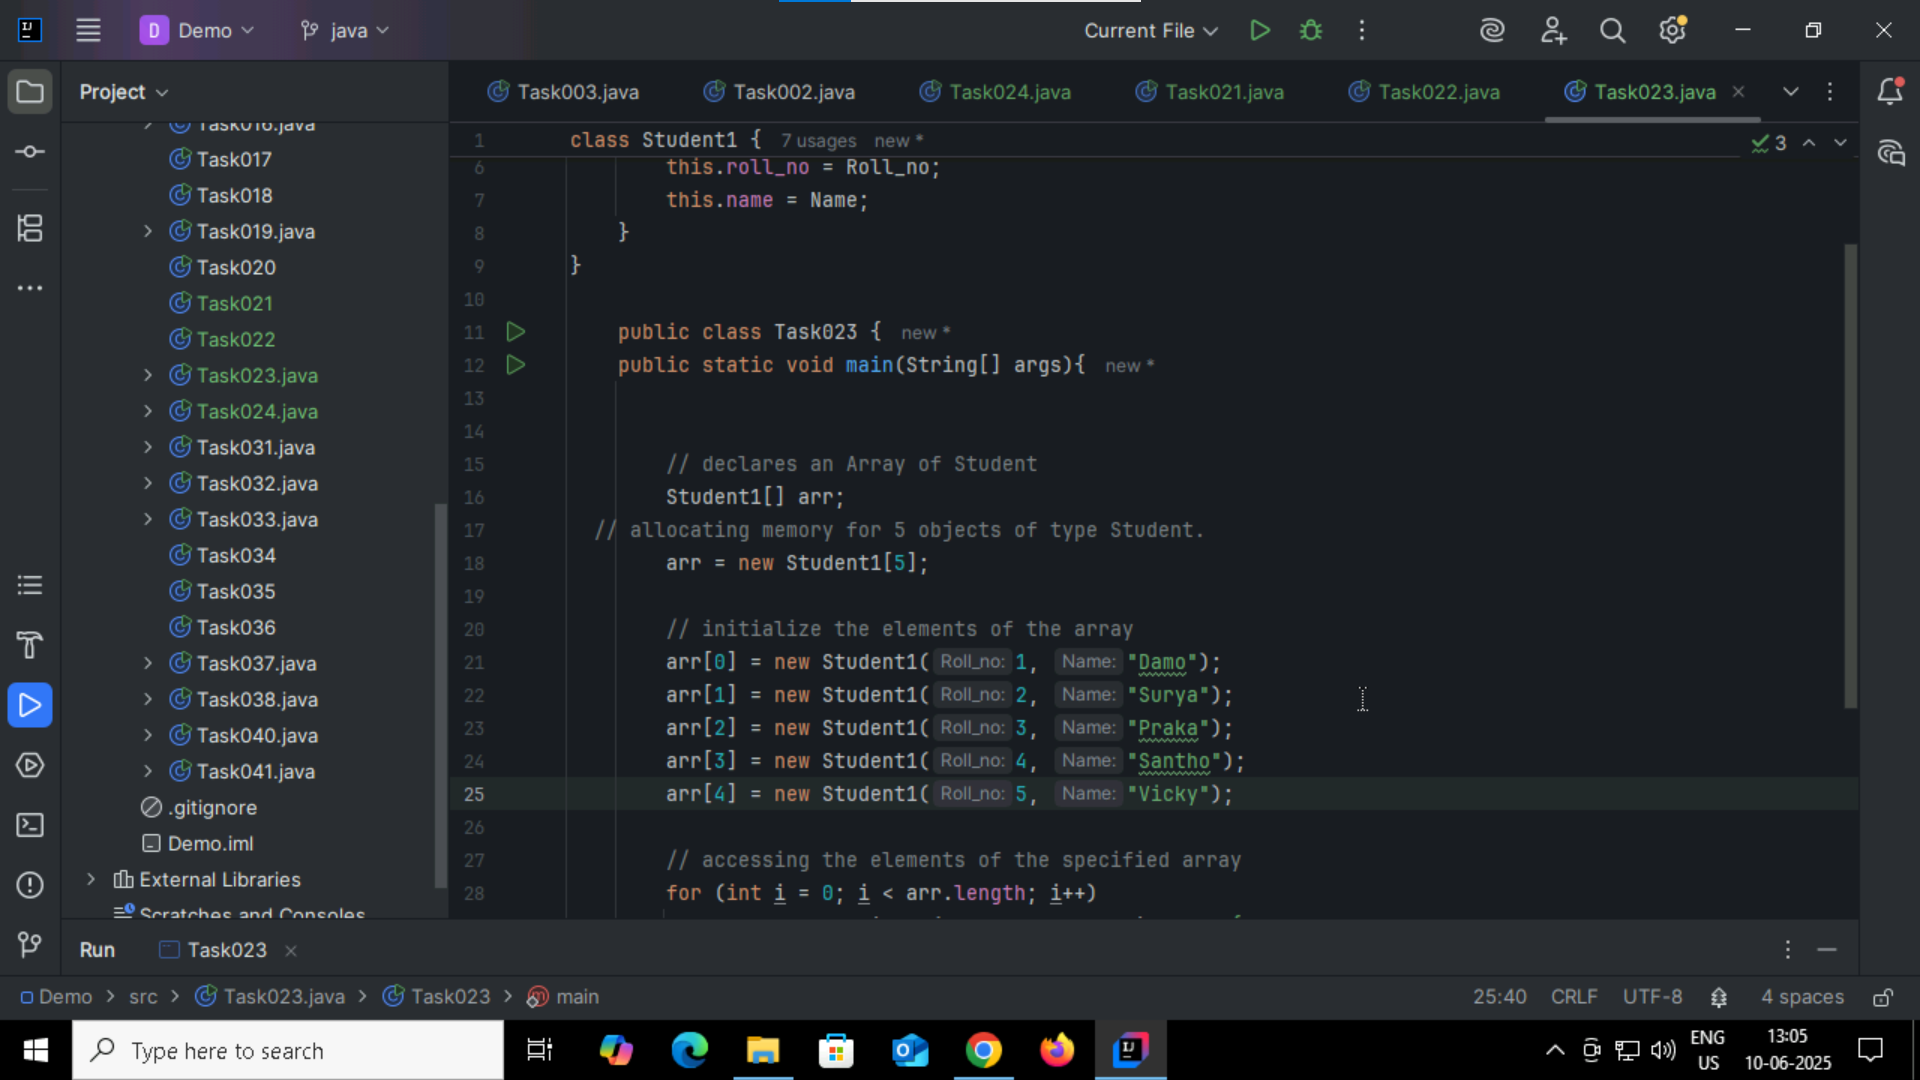 D Demo java Current File
Project
Task003.java Task002.java Task024.java Task021.java Task022.java Task023.java
Task016.java
Task017
Task018
Task019.java
Task020
Task021
Task022
Task023.java
Task024.java
Task031.java
Task032.java
Task033.java
Task034
Task035
Task036
Task037.java
Task038.java
Task040.java
Task041.java
.gitignore
Demo.iml
External Libraries
Scratches and Consoles
1 class Student1 { 7 usages new *
3
6 this.roll_no = Roll_no;
7 this.name = Name;
8 }
9 }
10
11 public class Task023 { new *
12 public static void main(String[] args){ new *
13
14
15 // declares an Array of Student
16 Student1[] arr;
17 // allocating memory for 5 objects of type Student.
18 arr = new Student1[5];
19
20 // initialize the elements of the array
21 arr[0] = new Student1( Roll_no: 1, Name: "Damo");
22 arr[1] = new Student1( Roll_no: 2, Name: "Surya");
23 arr[2] = new Student1( Roll_no: 3, Name: "Praka");
24 arr[3] = new Student1( Roll_no: 4, Name: "Santho");
25 arr[4] = new Student1( Roll_no: 5, Name: "Vicky");
26
27 // accessing the elements of the specified array
28 for (int i = 0; i < arr.length; i++)
Run Task023
Demo > src > Task023.java > Task023 > main
25:40 CRLF UTF-8 4 spaces
Type here to search
ENG
US
13:05
10-06-2025